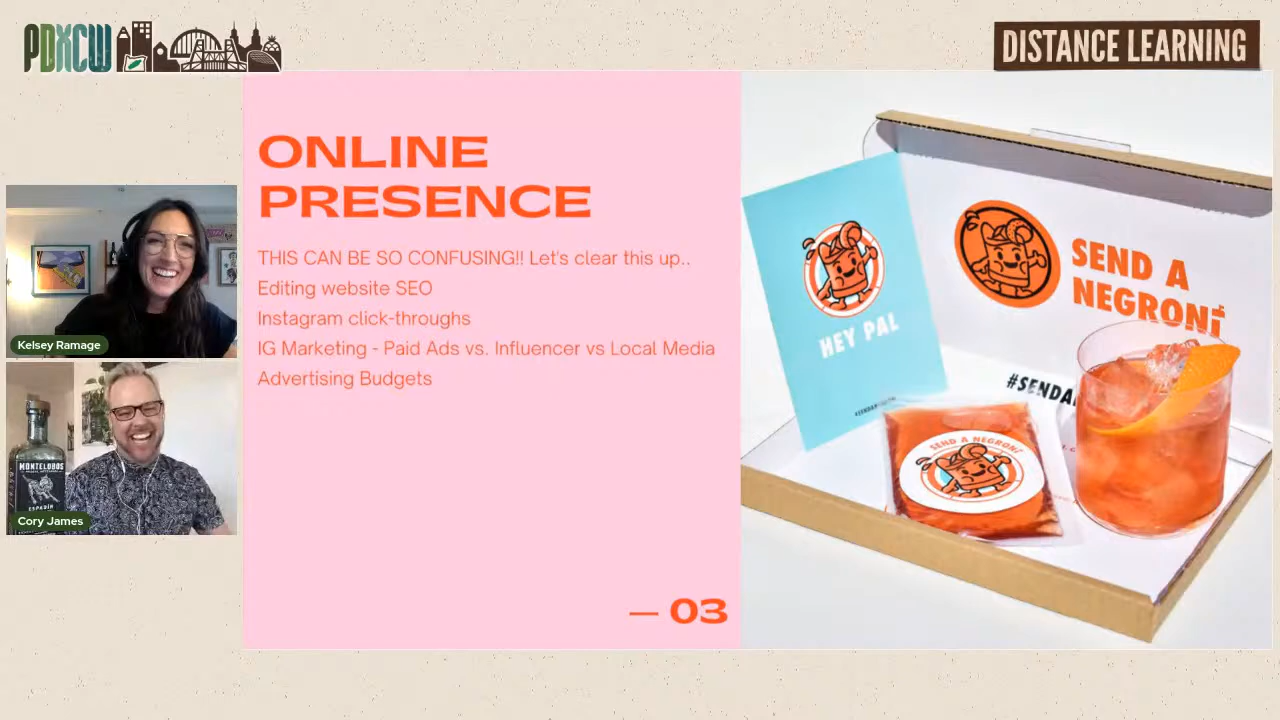 PDXCW
DISTANCE LEARNING
ONLINE
PRESENCE
THIS CAN BE SO CONFUSING!! Let's clear this up..
Editing website SEO
Instagram click-throughs
IG Marketing - Paid Ads vs. Influencer vs Local Media
Advertising Budgets
— 03
Kelsey Ramage
MONTELOBOS
ESPADÍN
Cory James
HEY PAL
SEND A
NEGRONI
SEND A NEGRONI